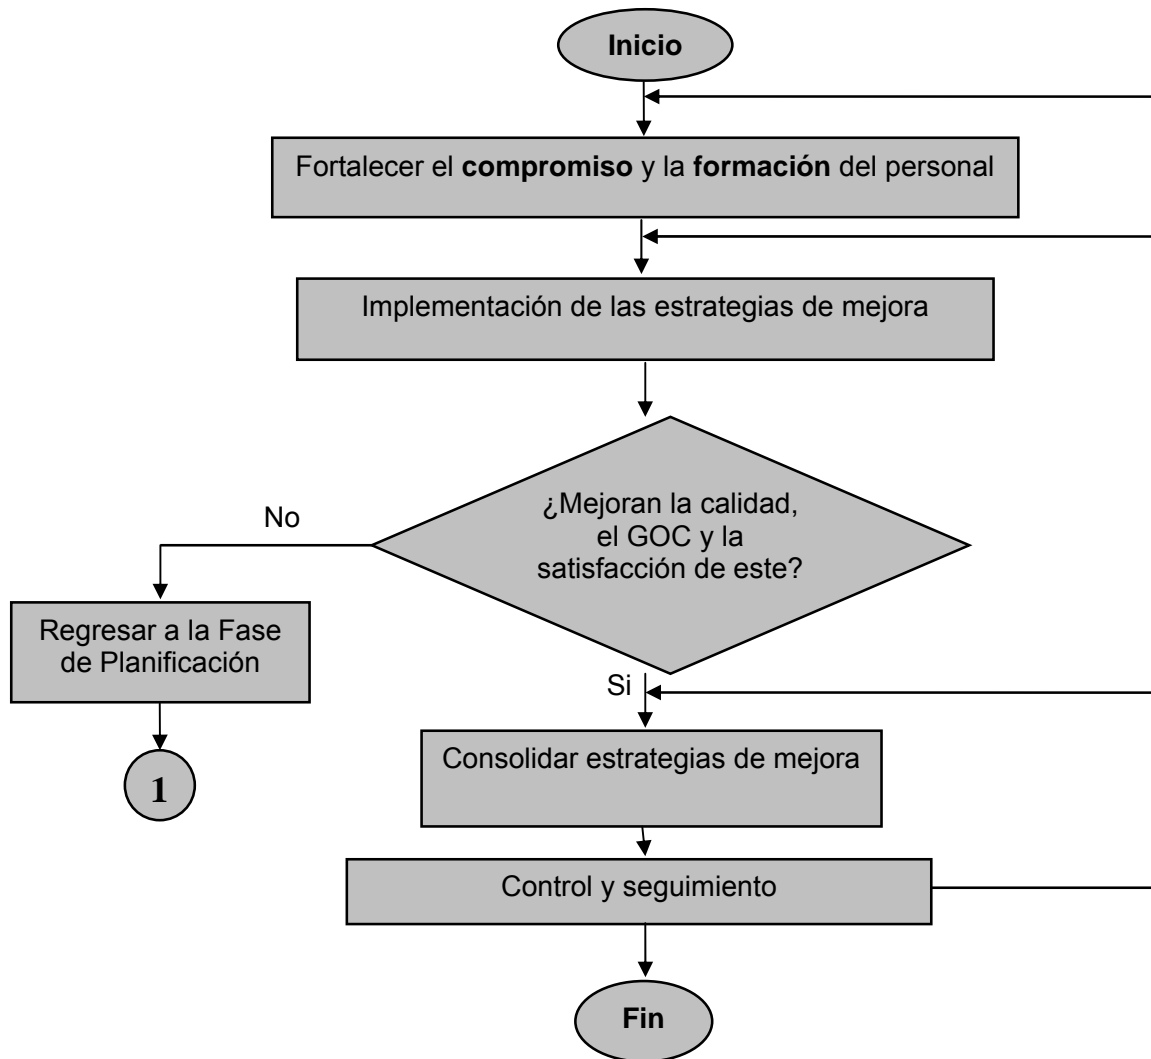 Inicio
Fortalecer el compromiso y la formación del personal
Implementación de las estrategias de mejora
¿Mejoran la calidad,
el GOC y la
satisfacción de este?
No
Regresar a la Fase
de Planificación
1
Si
Consolidar estrategias de mejora
Control y seguimiento
Fin